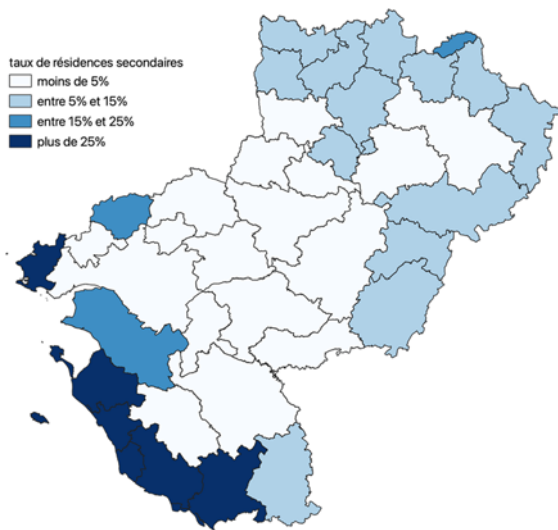 taux de résidences secondaires
moins de 5%
entre 5% et 15%
entre 15% et 25%
plus de 25%